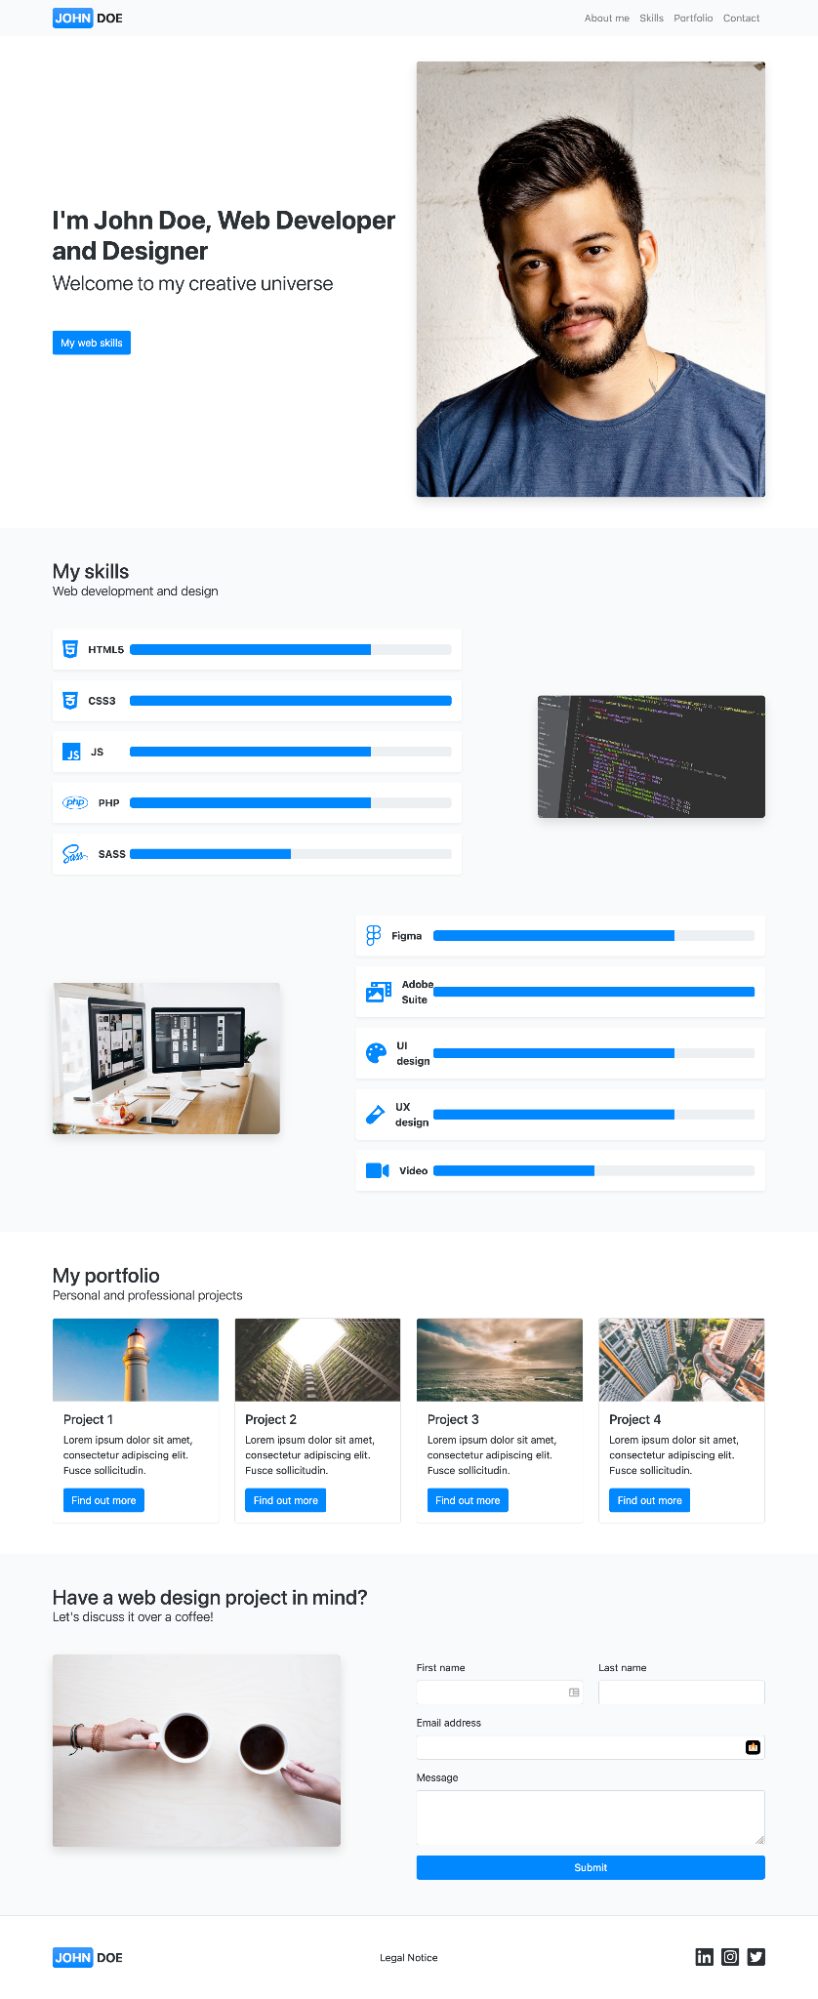 JOHN DOE
About me Skills Portfolio Contact
I'm John Doe, Web Developer
and Designer
Welcome to my creative universe
My web skills
My skills
Web development and design
HTML5
CSS3
JS JS
php PHP
Sass SASS
Figma
Adobe
Suite
UI
design
UX
design
Video
My portfolio
Personal and professional projects
Project 1
Lorem ipsum dolor sit amet,
consectetur adipiscing elit.
Fusce sollicitudin.
Find out more
Project 2
Lorem ipsum dolor sit amet,
consectetur adipiscing elit.
Fusce sollicitudin.
Find out more
Project 3
Lorem ipsum dolor sit amet,
consectetur adipiscing elit.
Fusce sollicitudin.
Find out more
Project 4
Lorem ipsum dolor sit amet,
consectetur adipiscing elit.
Fusce sollicitudin.
Find out more
Have a web design project in mind?
Let's discuss it over a coffee!
First name Last name
Email address
Message
Submit
JOHN DOE
Legal Notice
in